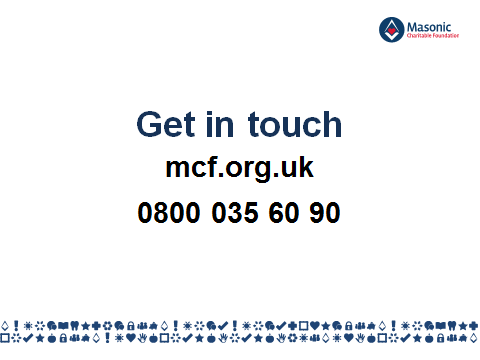 Masonic
Charitable Foundation
Get in touch
mcf.org.uk
0800 035 60 90